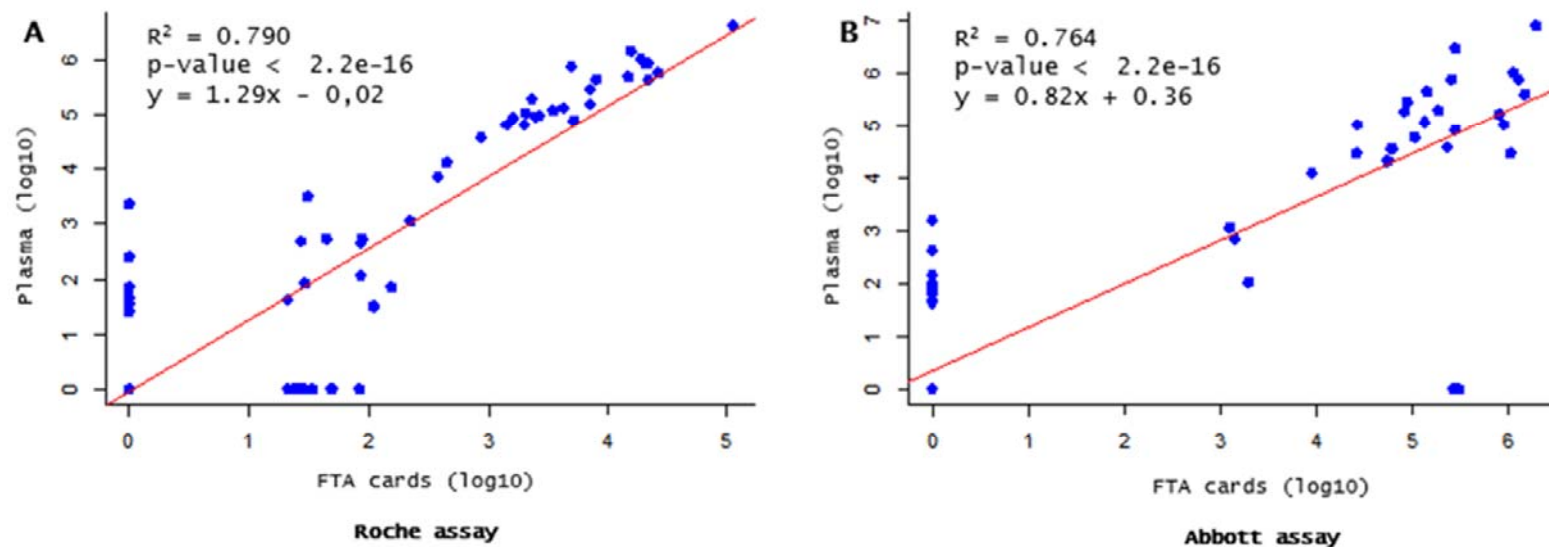 A
R² = 0.790
p-value < 2.2e-16
y = 1.29x - 0,02
Plasma (log10)
6
5
4
3
2
1
0
0 1 2 3 4 5
FTA cards (log10)
Roche assay
B
R² = 0.764
p-value < 2.2e-16
y = 0.82x + 0.36
Plasma (log10)
7
6
5
4
3
2
1
0
0 1 2 3 4 5 6
FTA cards (log10)
Abbott assay